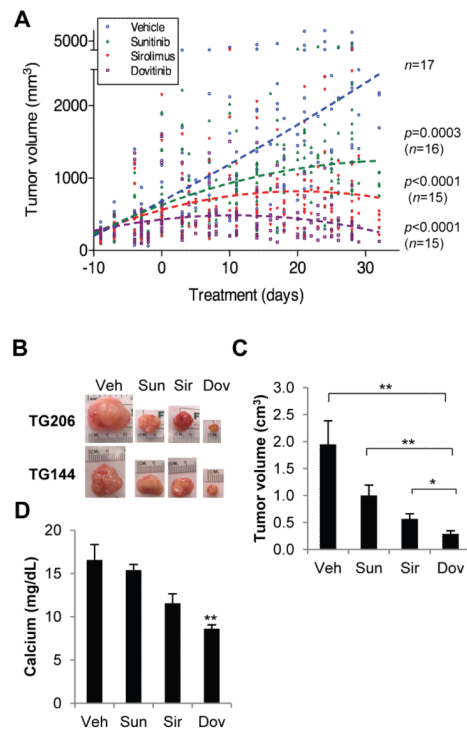 A
Vehicle
Sunitinib
Sirolimus
Dovitinib
Tumor volume (mm³)
5000
2000
1000
0
-10
0
10
20
30
Treatment (days)
n=17
p=0.0003
(n=16)
p<0.0001
(n=15)
p<0.0001
(n=15)
B
Veh Sun Sir Dov
TG206
TG144
C
Tumor volume (cm³)
3.0
2.5
2.0
1.5
1.0
0.5
0.0
**
**
*
Veh Sun Sir Dov
D
Calcium (mg/dL)
20
15
10
5
0
**
Veh Sun Sir Dov